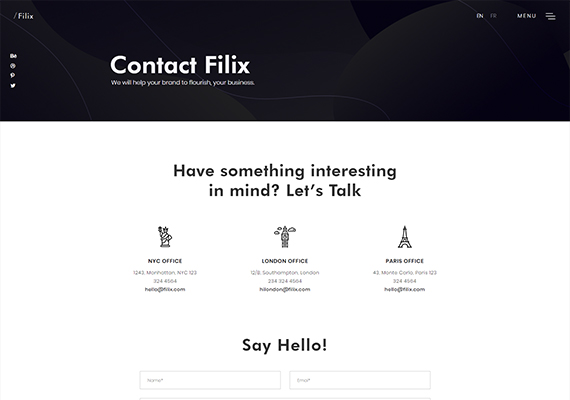 /Filix
EN FR MENU
Contact Filix
We will help your brand to flourish, your business.
Have something interesting
in mind? Let's Talk
NYC OFFICE
1243, Manhattan, NYC 123
324 4564
hello@filix.com
LONDON OFFICE
12/B, Southampton, London
234 324 4564
hilondon@filix.com
PARIS OFFICE
43, Monte Carlo, Paris 123
324 4564
hello@filix.com
Say Hello!
Name*
Email*